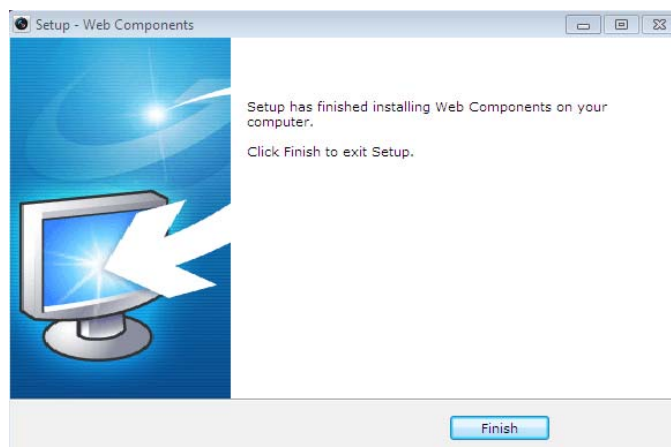 Setup - Web Components
Setup has finished installing Web Components on your
computer.
Click Finish to exit Setup.
Finish